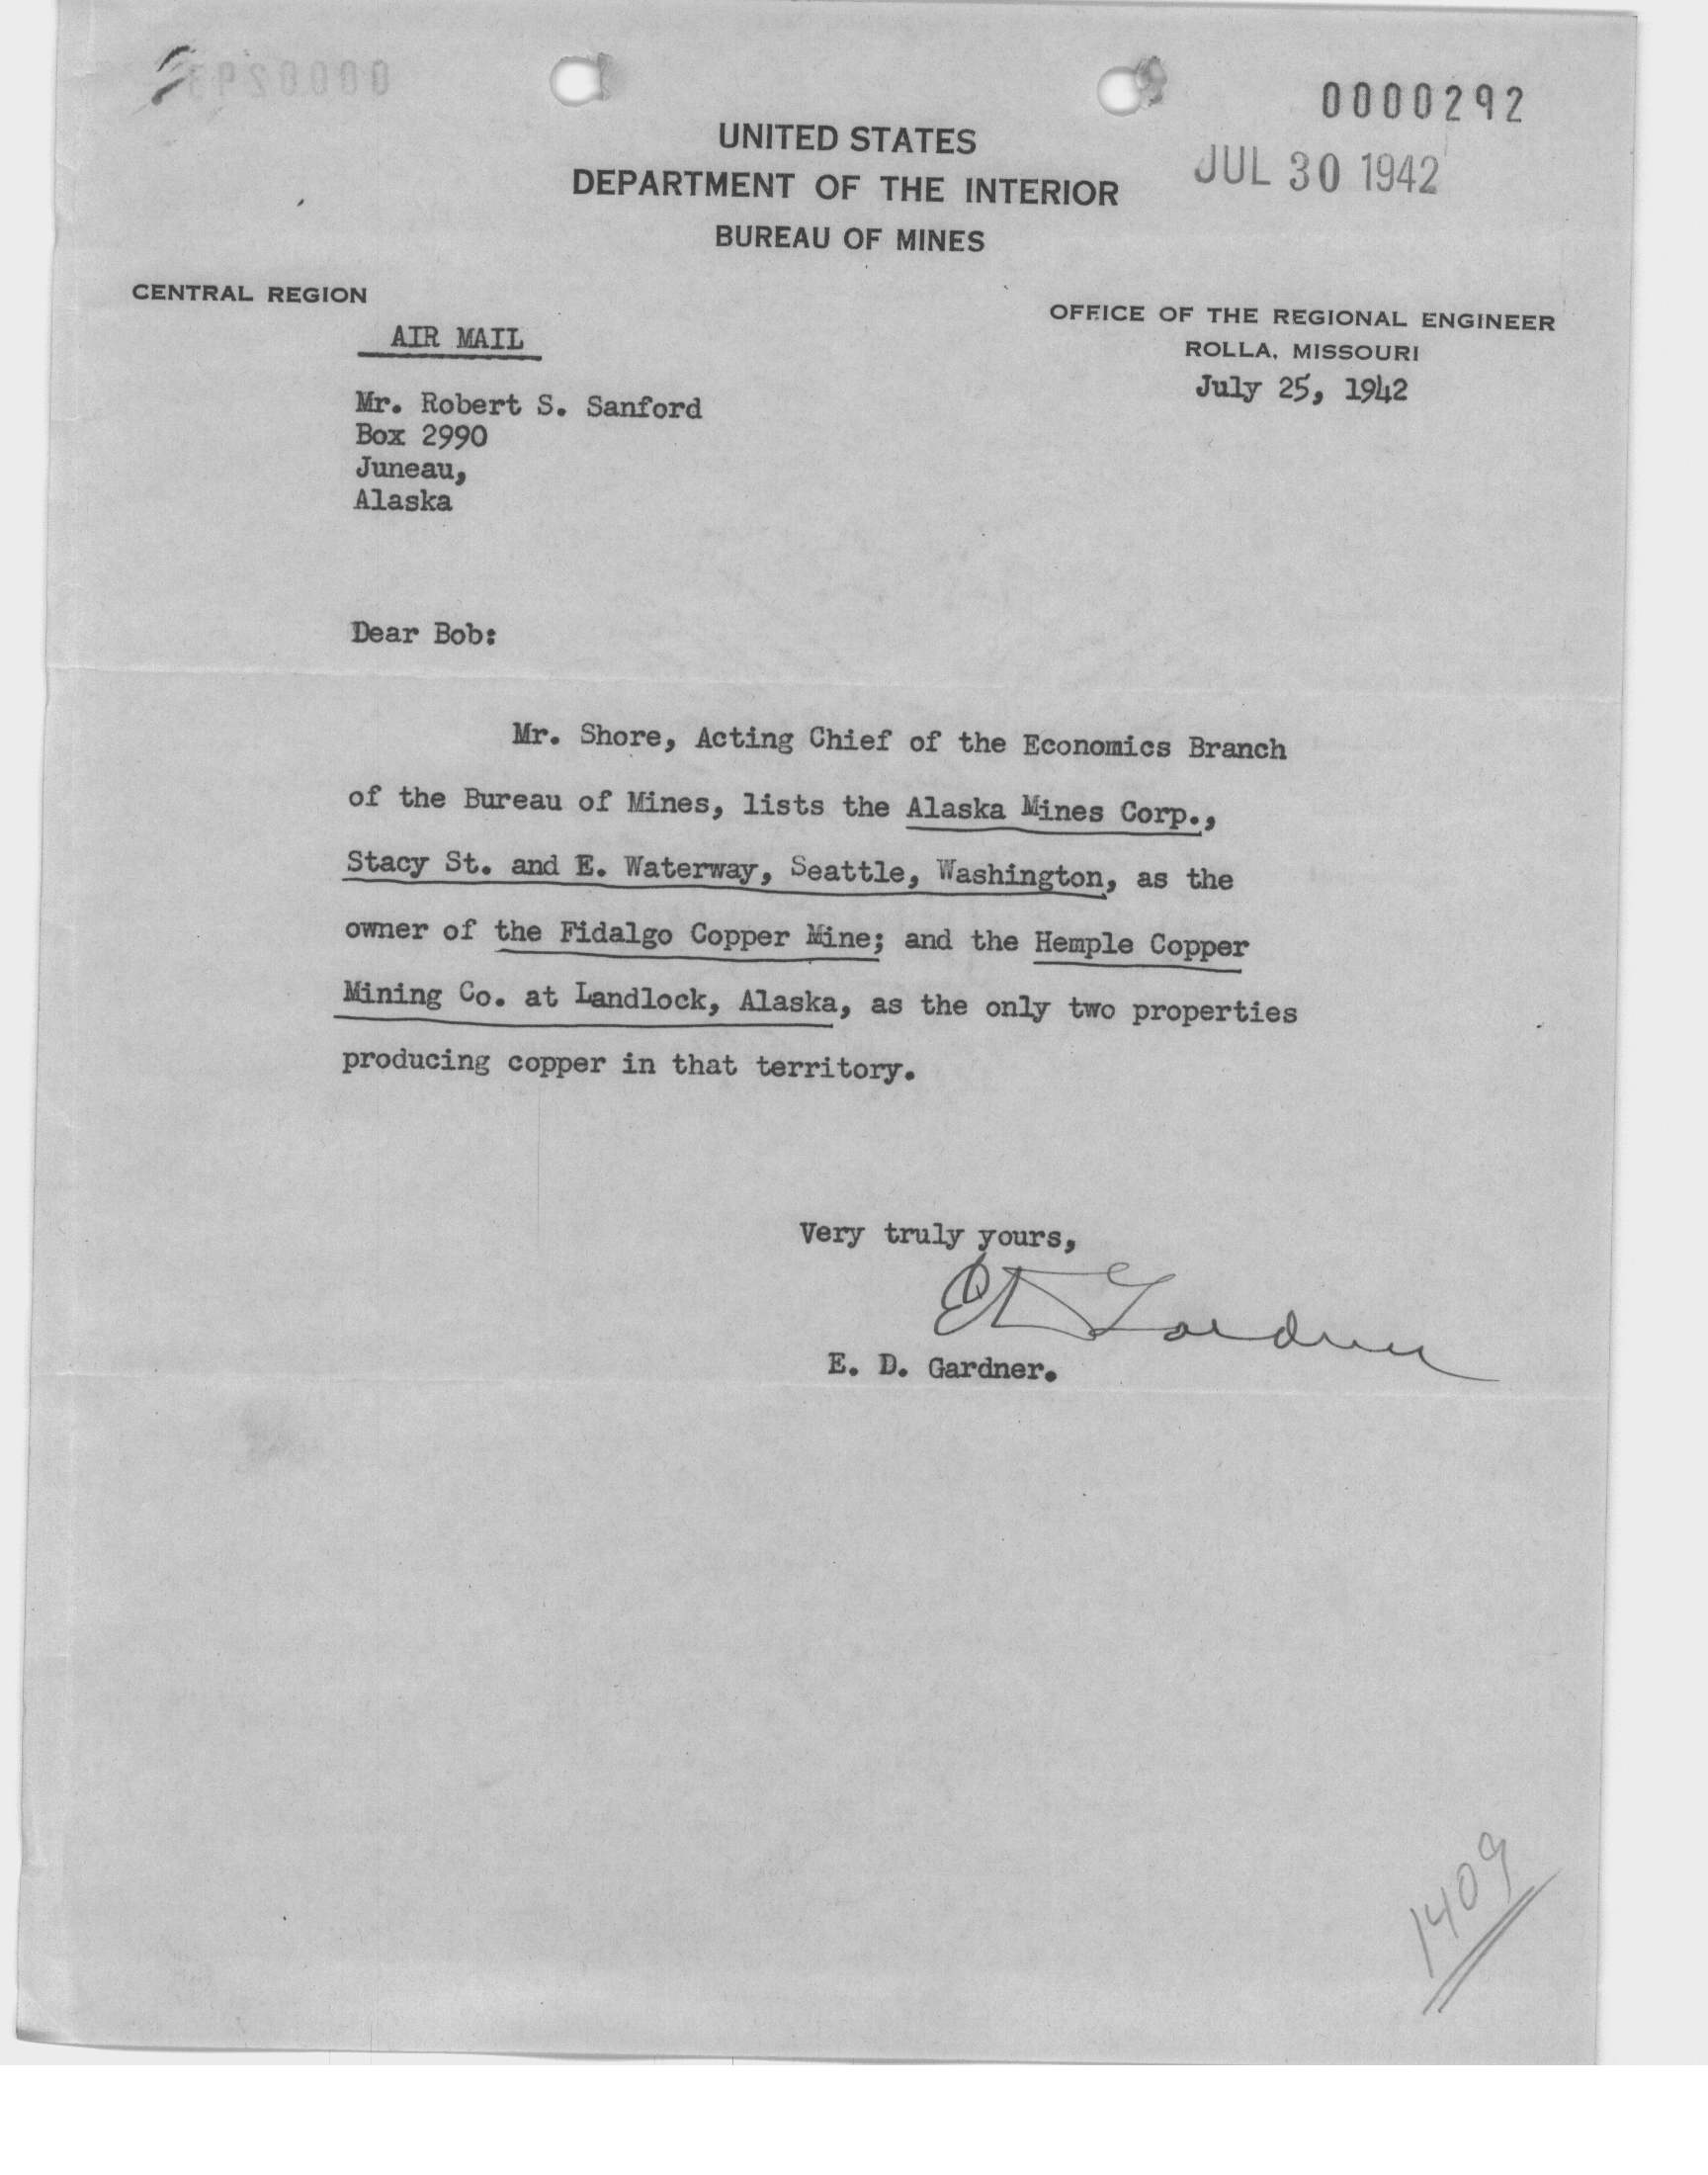 0000292
UNITED STATES
JUL 30 1942
DEPARTMENT OF THE INTERIOR
BUREAU OF MINES
CENTRAL REGION
OFFICE OF THE REGIONAL ENGINEER
AIR MAIL
ROLLA, MISSOURI
July 25, 1942
Mr. Robert S. Sanford
Box 2990
Juneau,
Alaska
Dear Bob:
Mr. Shore, Acting Chief of the Economics Branch
of the Bureau of Mines, lists the Alaska Mines Corp.,
Stacy St. and E. Waterway, Seattle, Washington, as the
owner of the Fidalgo Copper Mine; and the Hemple Copper
Mining Co. at Landlock, Alaska, as the only two properties
producing copper in that territory.
Very truly yours,
E D Gardner
E. D. Gardner.
1409